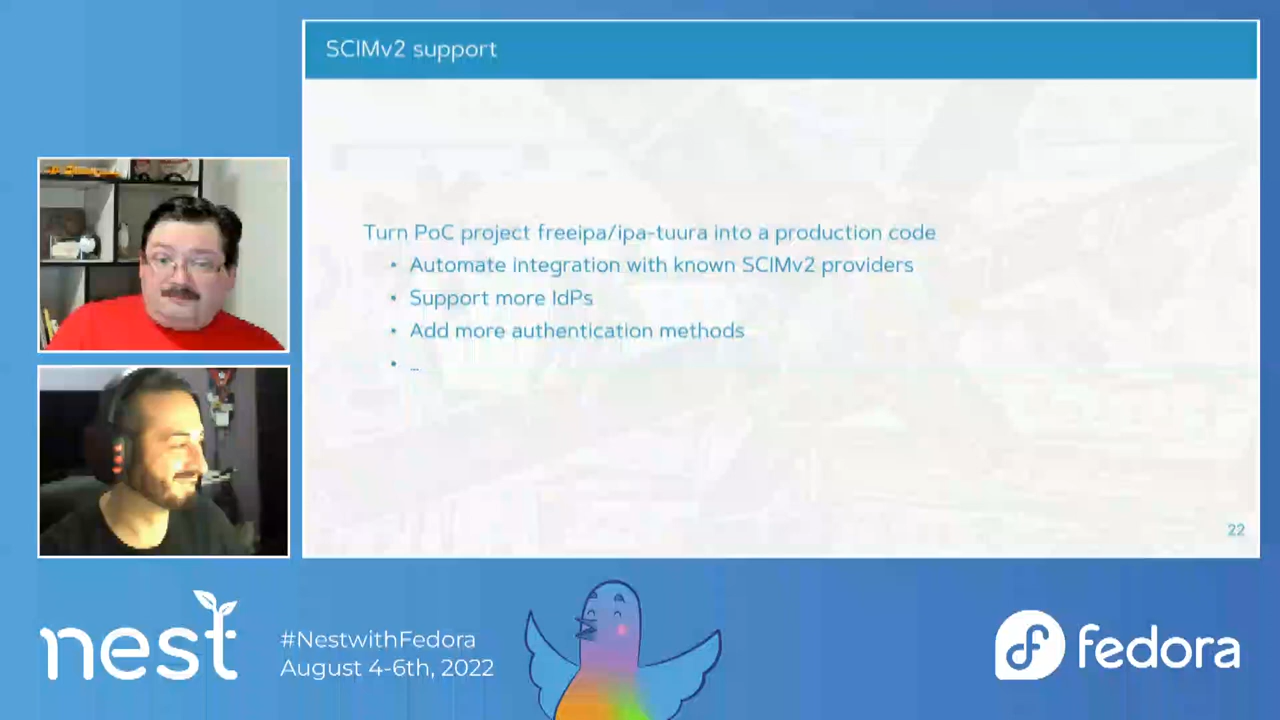 SCIMv2 support
Turn PoC project freeipa/ipa-tuura into a production code
• Automate integration with known SCIMv2 providers
• Support more IdPs
• Add more authentication methods
• ...
22
nest
#NestwithFedora
August 4-6th, 2022
fedora